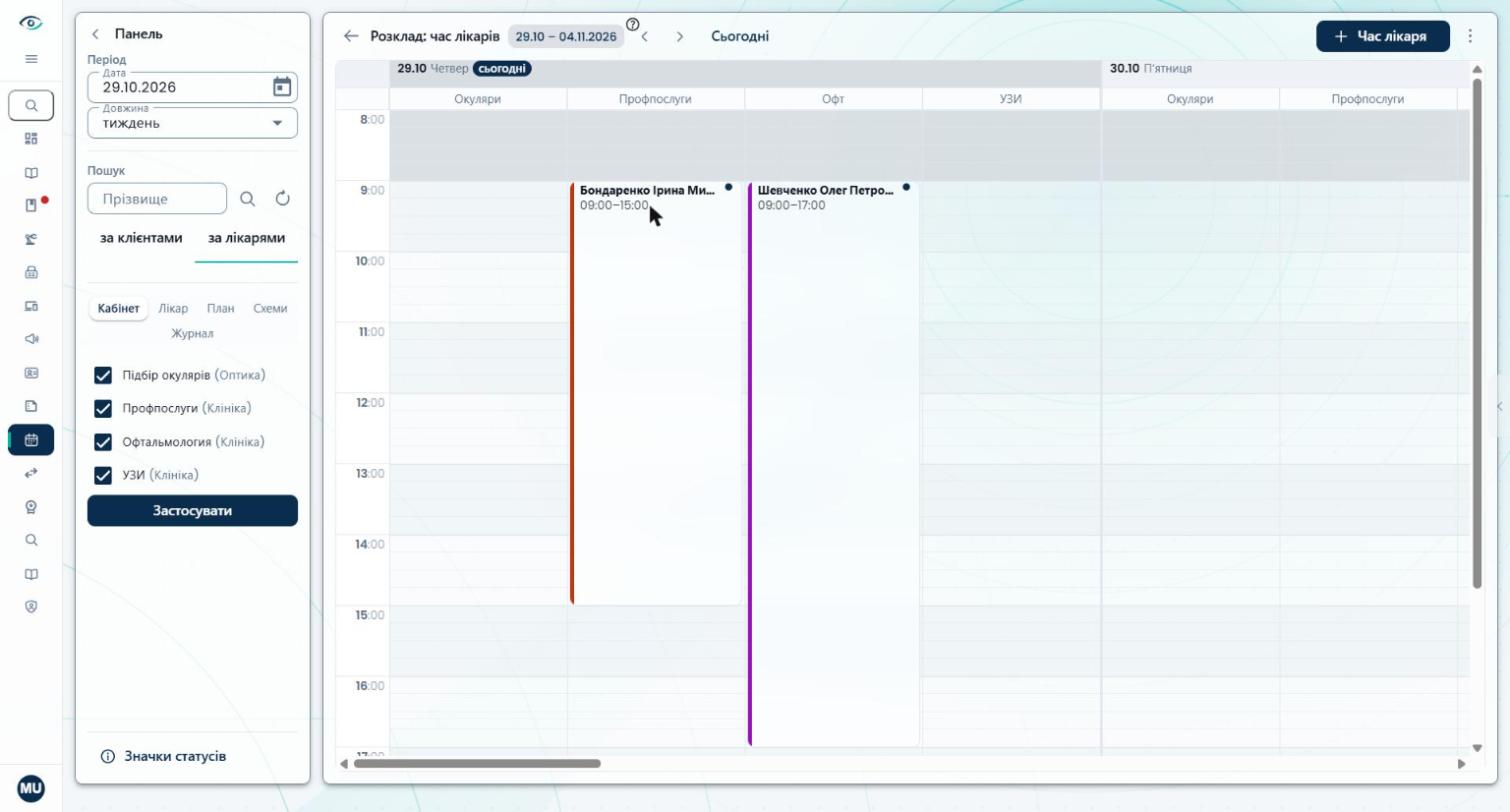 Панель
Період
Дата
29.10.2026
Довжина
тиждень
Пошук
Прізвище
за клієнтами
за лікарями
Кабінет
Лікар
План
Схеми
Журнал
Підбір окулярів (Оптика)
Профпослуги (Клініка)
Офтальмология (Клініка)
УЗИ (Клініка)
Застосувати
Значки статусів
MU
Розклад: час лікарів
29.10 – 04.11.2026
?
Сьогодні
+ Час лікаря
29.10 Четвер сьогодні
30.10 П'ятниця
Окуляри
Профпослуги
Офт
УЗИ
Окуляри
Профпослуги
8:00
9:00
Бондаренко Ірина Ми...
09:00–15:00
Шевченко Олег Петро...
09:00–17:00
10:00
11:00
12:00
13:00
14:00
15:00
16:00
17:00